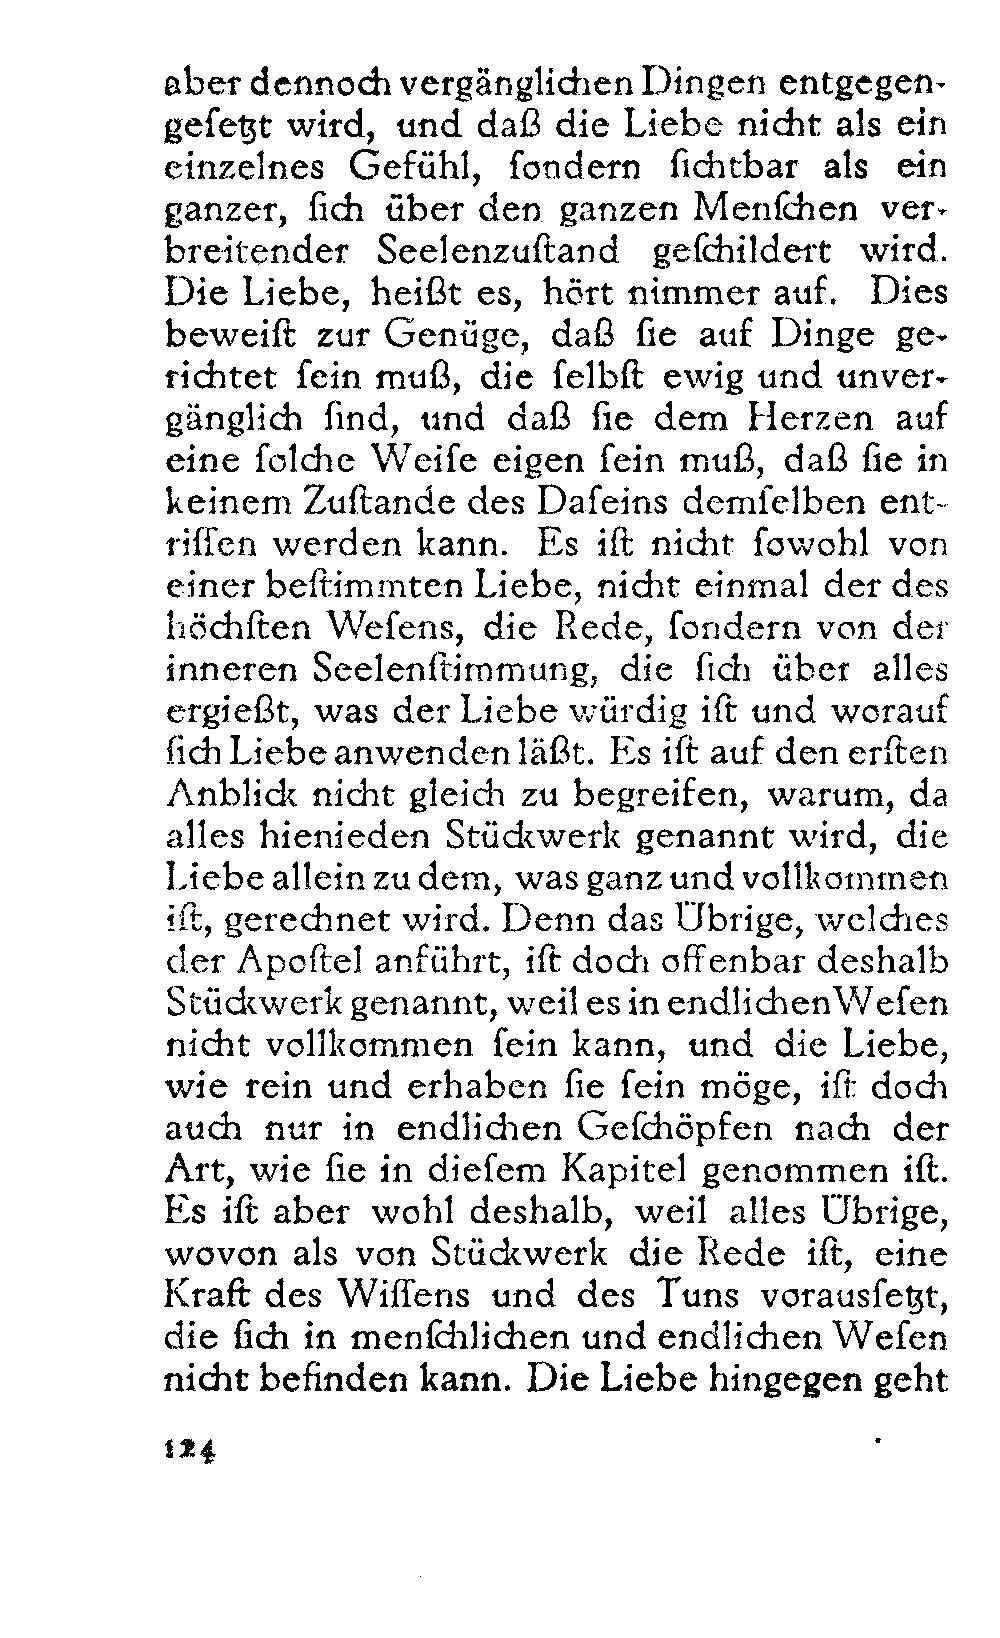 aber dennoch vergänglichen Dingen entgegen-
geſetzt wird, und daß die Liebe nicht als ein
einzelnes Gefühl, ſondern ſichtbar als ein
ganzer, ſich über den ganzen Menſchen ver-
breitender Seelenzuſtand geſchildert wird.
Die Liebe, heißt es, hört nimmer auf. Dies
beweiſt zur Genüge, daß ſie auf Dinge ge-
richtet ſein muß, die ſelbſt ewig und unver-
gänglich ſind, und daß ſie dem Herzen auf
eine ſolche Weiſe eigen ſein muß, daß ſie in
keinem Zuſtande des Daſeins demſelben ent-
riſſen werden kann. Es iſt nicht ſowohl von
einer beſtimmten Liebe, nicht einmal der des
höchſten Weſens, die Rede, ſondern von der
inneren Seelenſtimmung, die ſich über alles
ergießt, was der Liebe würdig iſt und worauf
ſich Liebe anwenden läßt. Es iſt auf den erſten
Anblick nicht gleich zu begreifen, warum, da
alles hienieden Stückwerk genannt wird, die
Liebe allein zu dem, was ganz und vollkommen
iſt, gerechnet wird. Denn das Übrige, welches
der Apoſtel anführt, iſt doch offenbar deshalb
Stückwerk genannt, weil es in endlichen Weſen
nicht vollkommen ſein kann, und die Liebe,
wie rein und erhaben ſie ſein möge, iſt doch
auch nur in endlichen Geſchöpfen nach der
Art, wie ſie in dieſem Kapitel genommen iſt.
Es iſt aber wohl deshalb, weil alles Übrige,
wovon als von Stückwerk die Rede iſt, eine
Kraft des Wiſſens und des Tuns vorausſetzt,
die ſich in menſchlichen und endlichen Weſen
nicht befinden kann. Die Liebe hingegen geht
124